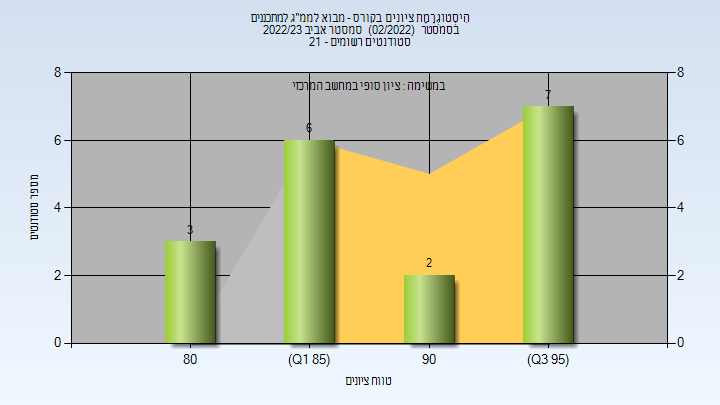 היסטוגרמת ציונים בקורס - מבוא לממ"ג למתכננים
בסמסטר (02/2022) סמסטר אביב 2022/23
סטודנטים רשומים - 21
במשימה : ציון סופי במחשב המרכזי
8 8
6 6
4 4
2 2
0 0
3
6
2
7
מספר סטודנטים
80 (Q1 85) 90 (Q3 95)
טווח ציונים